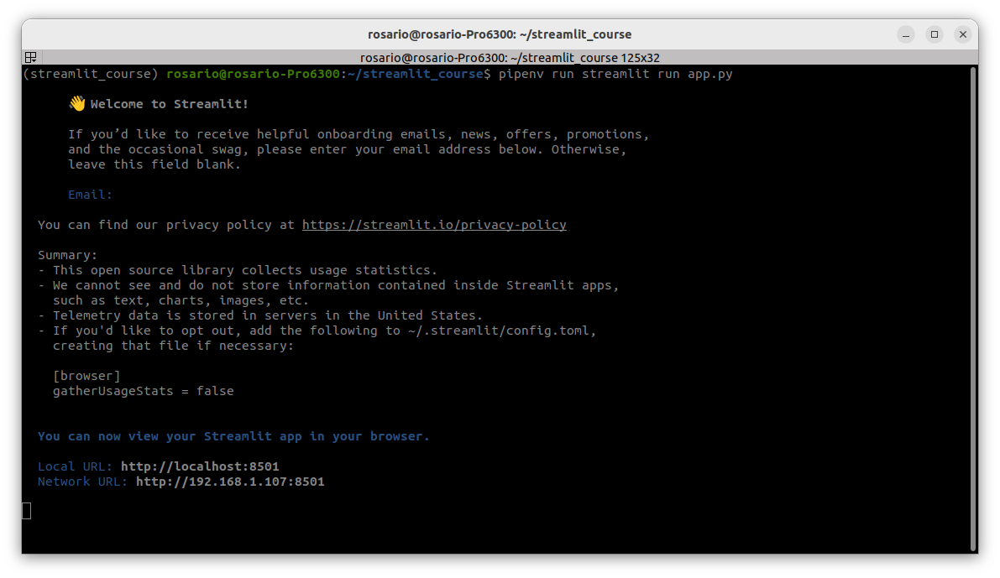 rosario@rosario-Pro6300: ~/streamlit_course
rosario@rosario-Pro6300: ~/streamlit_course 125x32
(streamlit_course) rosario@rosario-Pro6300:~/streamlit_course$ pipenv run streamlit run app.py
👋 Welcome to Streamlit!
If you’d like to receive helpful onboarding emails, news, offers, promotions,
and the occasional swag, please enter your email address below. Otherwise,
leave this field blank.
Email:
You can find our privacy policy at https://streamlit.io/privacy-policy
Summary:
- This open source library collects usage statistics.
- We cannot see and do not store information contained inside Streamlit apps,
such as text, charts, images, etc.
- Telemetry data is stored in servers in the United States.
- If you'd like to opt out, add the following to ~/.streamlit/config.toml,
creating that file if necessary:
[browser]
gatherUsageStats = false
You can now view your Streamlit app in your browser.
Local URL: http://localhost:8501
Network URL: http://192.168.1.107:8501